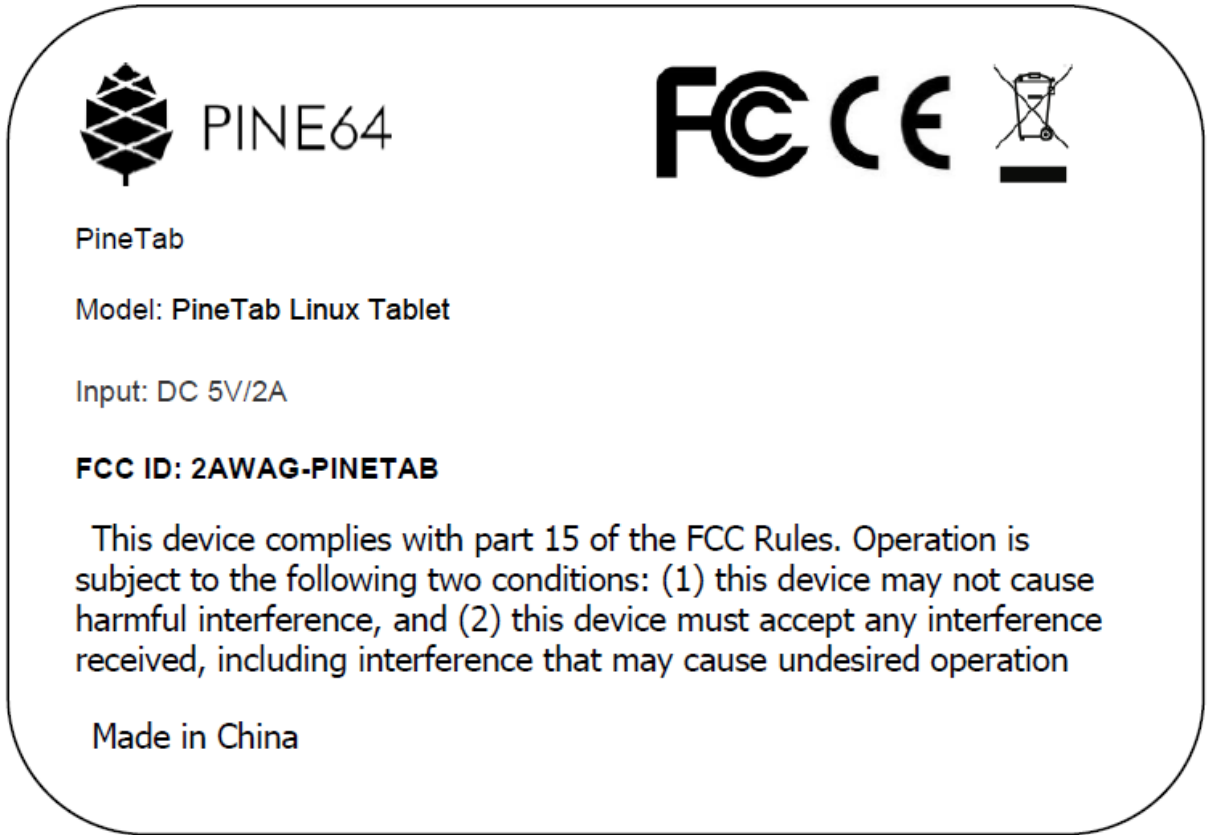 PINE64
FC CE
PineTab
Model: PineTab Linux Tablet
Input: DC 5V/2A
FCC ID: 2AWAG-PINETAB
This device complies with part 15 of the FCC Rules. Operation is
subject to the following two conditions: (1) this device may not cause
harmful interference, and (2) this device must accept any interference
received, including interference that may cause undesired operation
Made in China